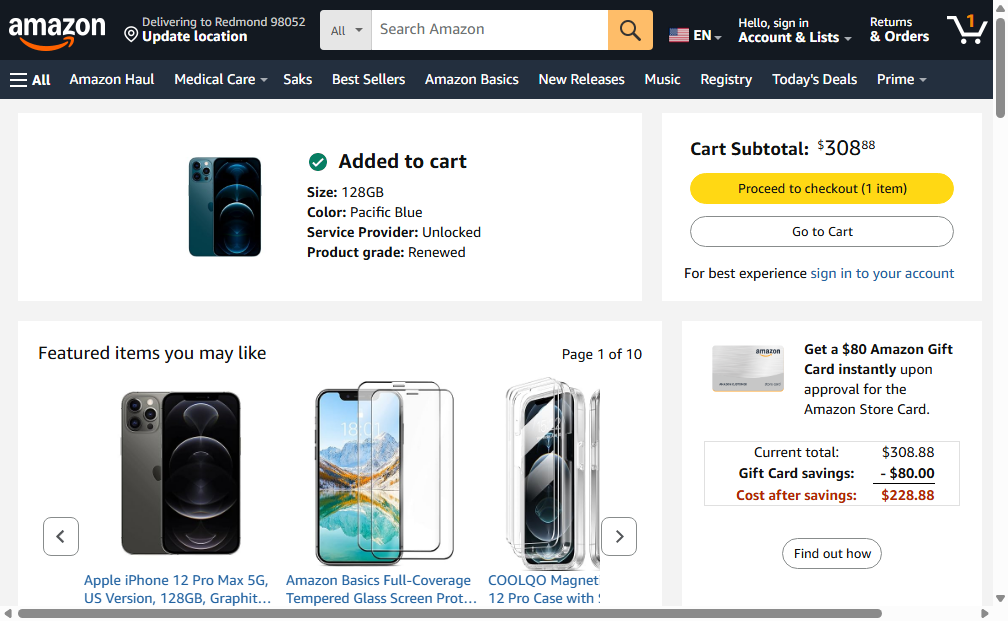 amazon
Delivering to Redmond 98052
Update location
All
Search Amazon
EN
Hello, sign in
Account & Lists
Returns
& Orders
1
All
Amazon Haul
Medical Care
Saks
Best Sellers
Amazon Basics
New Releases
Music
Registry
Today's Deals
Prime
Added to cart
Size: 128GB
Color: Pacific Blue
Service Provider: Unlocked
Product grade: Renewed
Cart Subtotal: $308.88
Proceed to checkout (1 item)
Go to Cart
For best experience sign in to your account
Featured items you may like
Page 1 of 10
18:01
Apple iPhone 12 Pro Max 5G,
US Version, 128GB, Graphit...
Amazon Basics Full-Coverage
Tempered Glass Screen Prot...
COOLQO Magnet
12 Pro Case with
amazon
Get a $80 Amazon Gift
Card instantly upon
approval for the
Amazon Store Card.
Current total: $308.88
Gift Card savings: - $80.00
Cost after savings: $228.88
Find out how